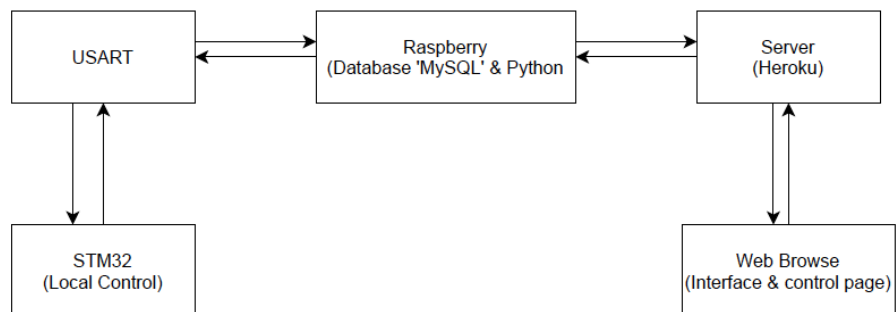 USART
Raspberry
(Database 'MySQL' & Python
Server
(Heroku)
STM32
(Local Control)
Web Browse
(Interface & control page)